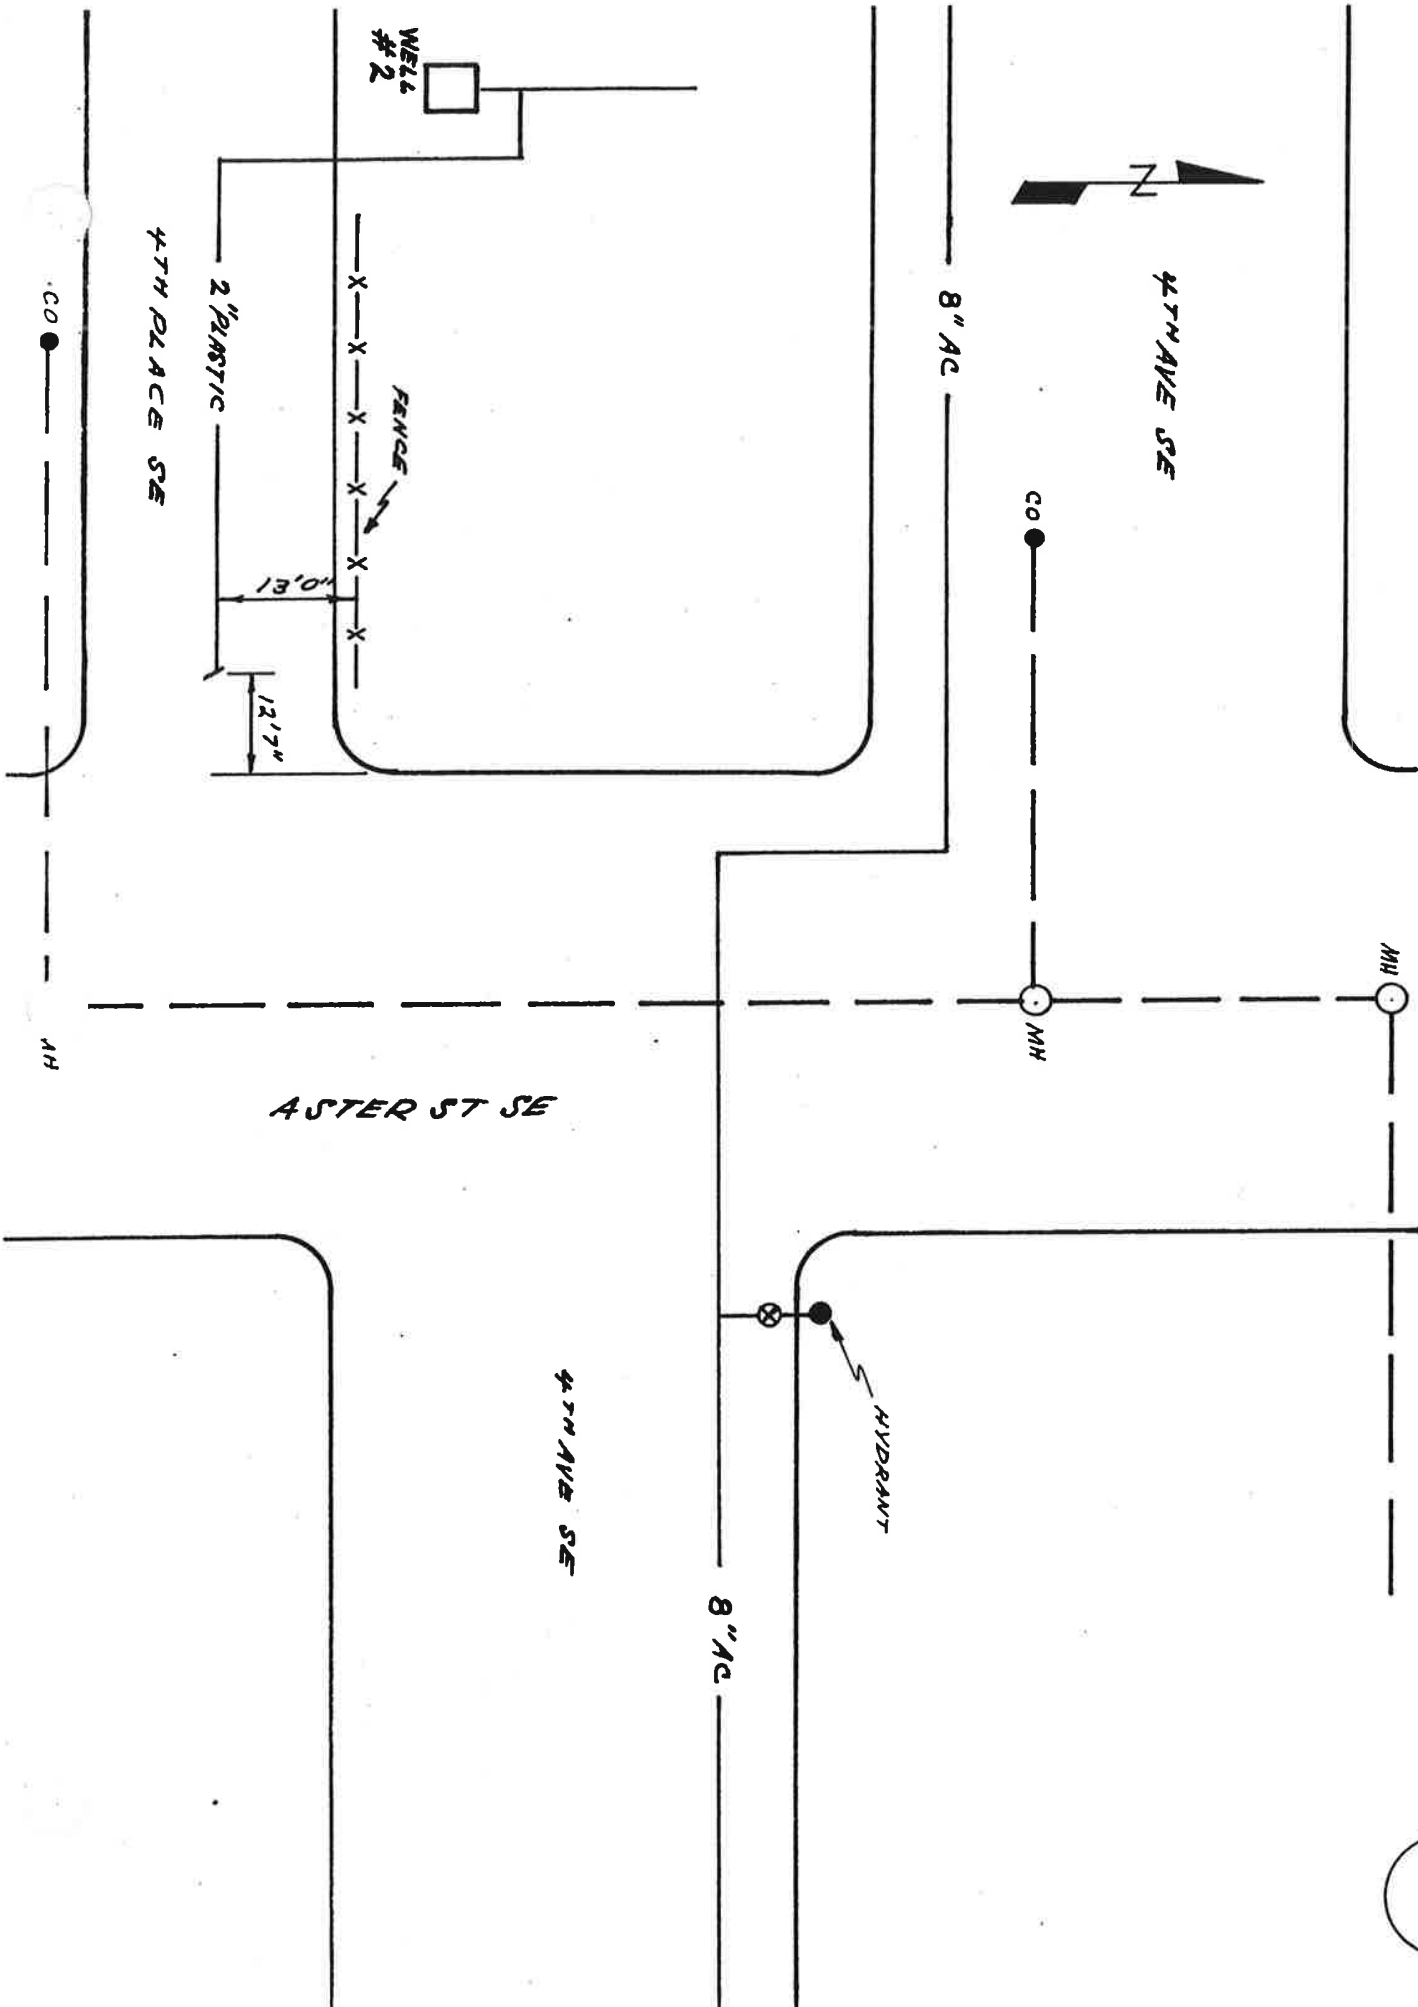 4TH AVE SE
N
MH
CO
MH
8" AC
HYDRANT
8" AC
4TH AVE SE
WELL
#2
FENCE
13'0"
12'7"
2" PLASTIC
4TH PLACE SE
ASTER ST SE
CO
MH